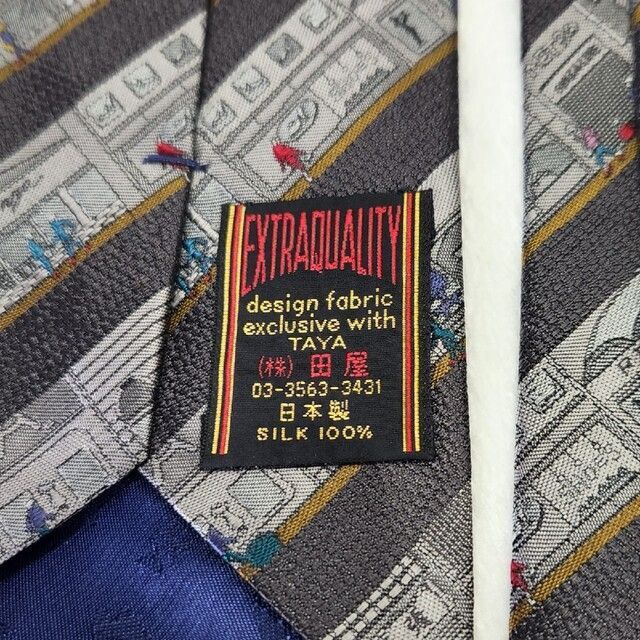 EXTRAQUALITY
design fabric
exclusive with
TAYA
(株) 田屋
03-3563-3431
日本製
SILK 100%